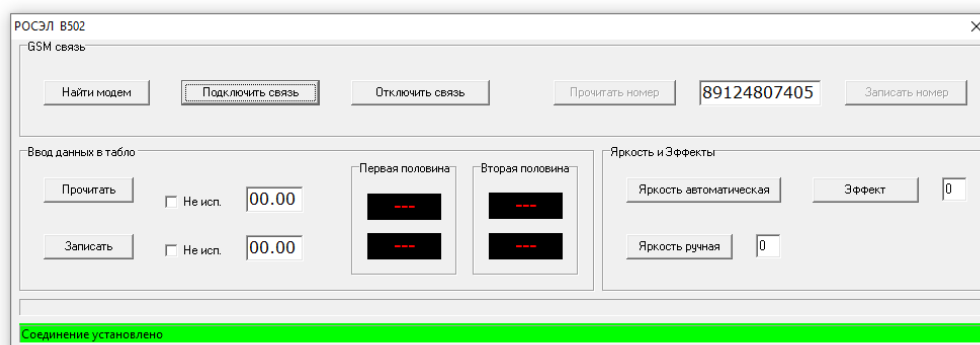 РОСЭЛ B502
GSM связь
Найти модем Подключить связь Отключить связь Прочитать номер 89124807405 Записать номер
Ввод данных в табло
Яркость и Эффекты
Первая половина Вторая половина
Прочитать Не исп. 00.00 --- --- Яркость автоматическая Эффект 0
Записать Не исп. 00.00 --- --- Яркость ручная 0
Соединение установлено